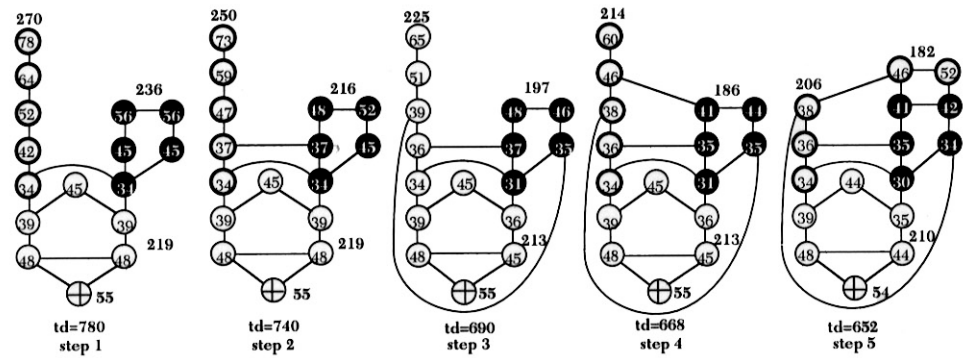 270
78
64
52
236
56 56
42 45 45
34 45 34
39 39
219
48 48
55
td=780
step 1
250
73
59
216
47 48 52
37 37 45
34 45 34
39 39
219
48 48
55
td=740
step 2
225
65
51
197
39 48 46
36 37 35
34 45 31
39 36
213
48 45
55
td=690
step 3
214
60
46
186
38 41 44
36 35 35
34 45 31
39 36
213
48 45
55
td=668
step 4
182
46 52
206
38 41 42
36 35 34
34 44 30
39 35
210
48 44
54
td=652
step 5